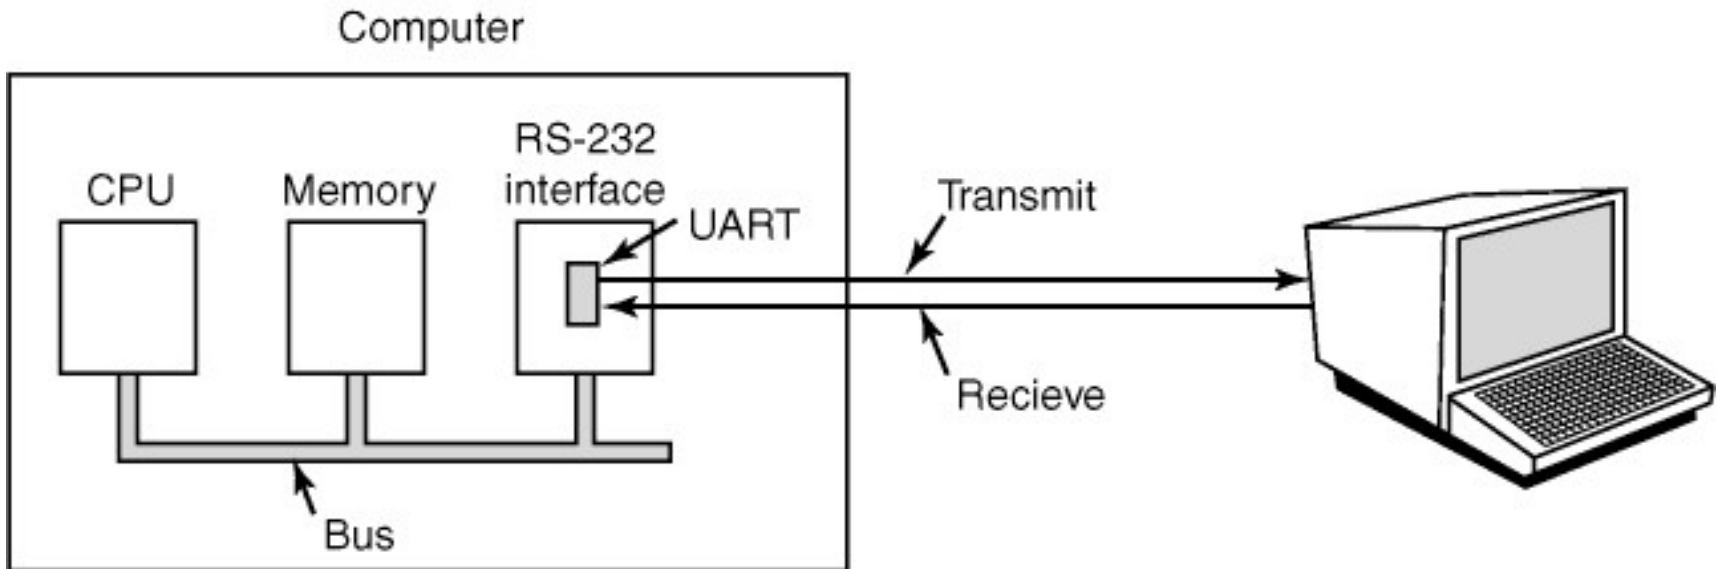 Computer
RS-232
CPU Memory interface
UART
Transmit
Recieve
Bus